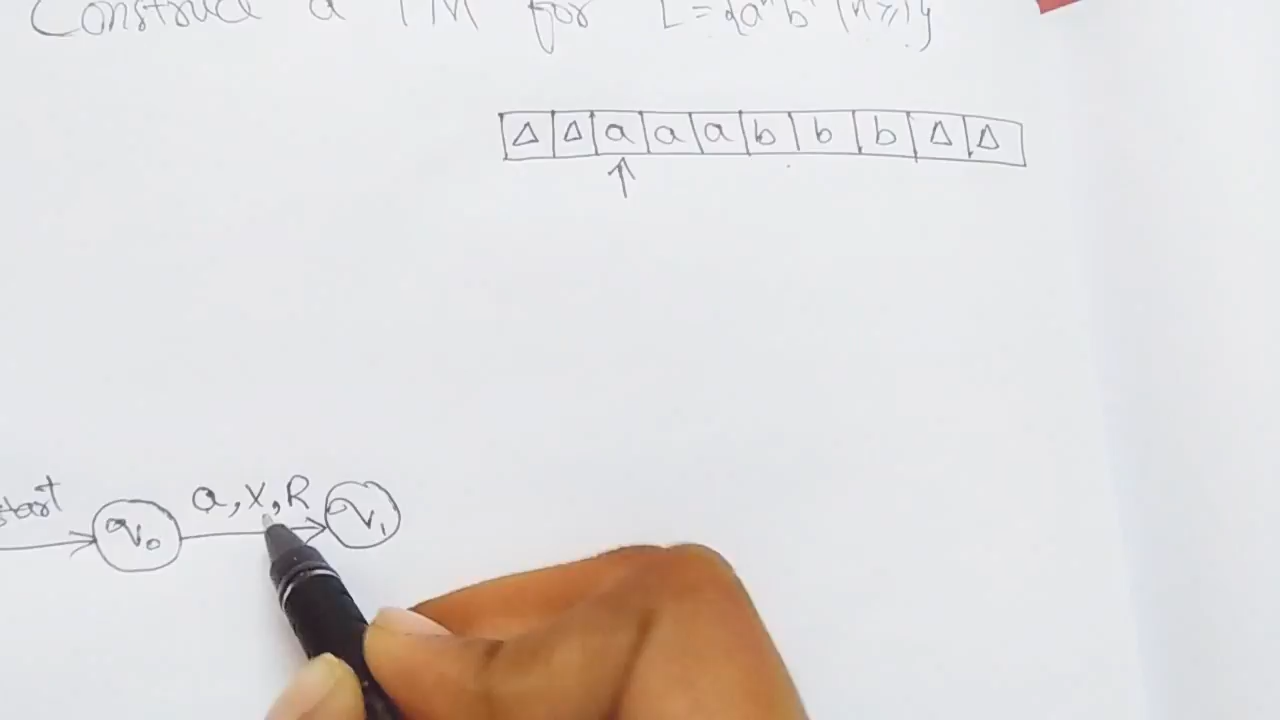 Construct a TM for L = {aⁿbⁿ | n ≥ 1}
Δ Δ a a a b b b Δ Δ
start q₀ a, X, R q₁